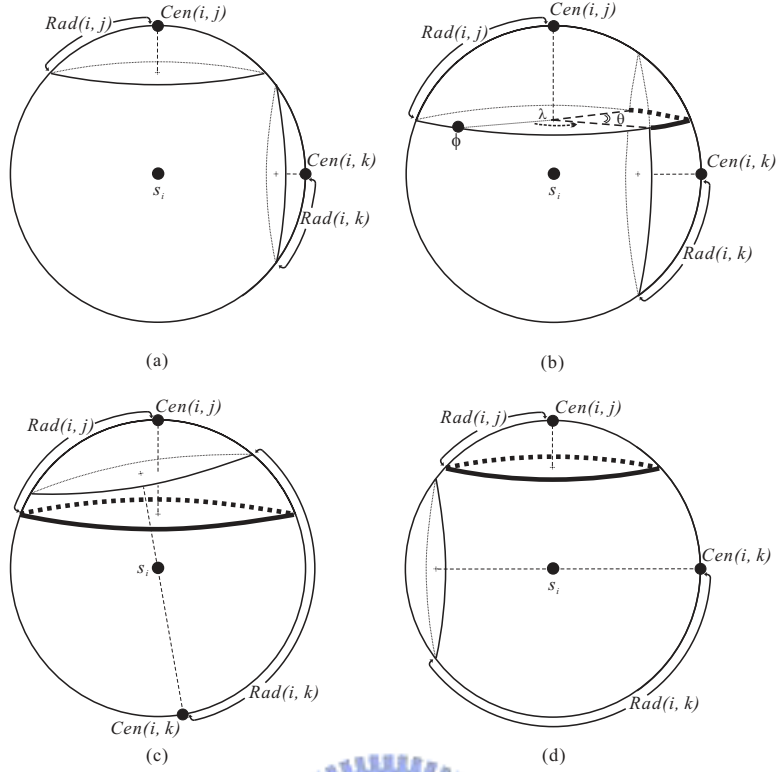 Rad(i, j)
Cen(i, j)
s_i
Cen(i, k)
Rad(i, k)
(a)
Rad(i, j)
Cen(i, j)
λ
θ
ϕ
s_i
Cen(i, k)
Rad(i, k)
(b)
Rad(i, j)
Cen(i, j)
s_i
Rad(i, k)
Cen(i, k)
(c)
Rad(i, j)
Cen(i, j)
Cen(i, k)
s_i
Rad(i, k)
(d)